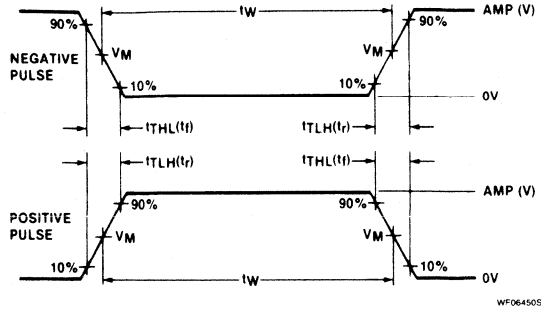 90%
tW
90%
AMP (V)
NEGATIVE
PULSE
VM
VM
10%
10%
0V
tTHL(tf)
tTLH(tr)
tTLH(tr)
tTHL(tf)
AMP (V)
90%
90%
POSITIVE
PULSE
VM
VM
10%
tW
10%
0V
WF06450S